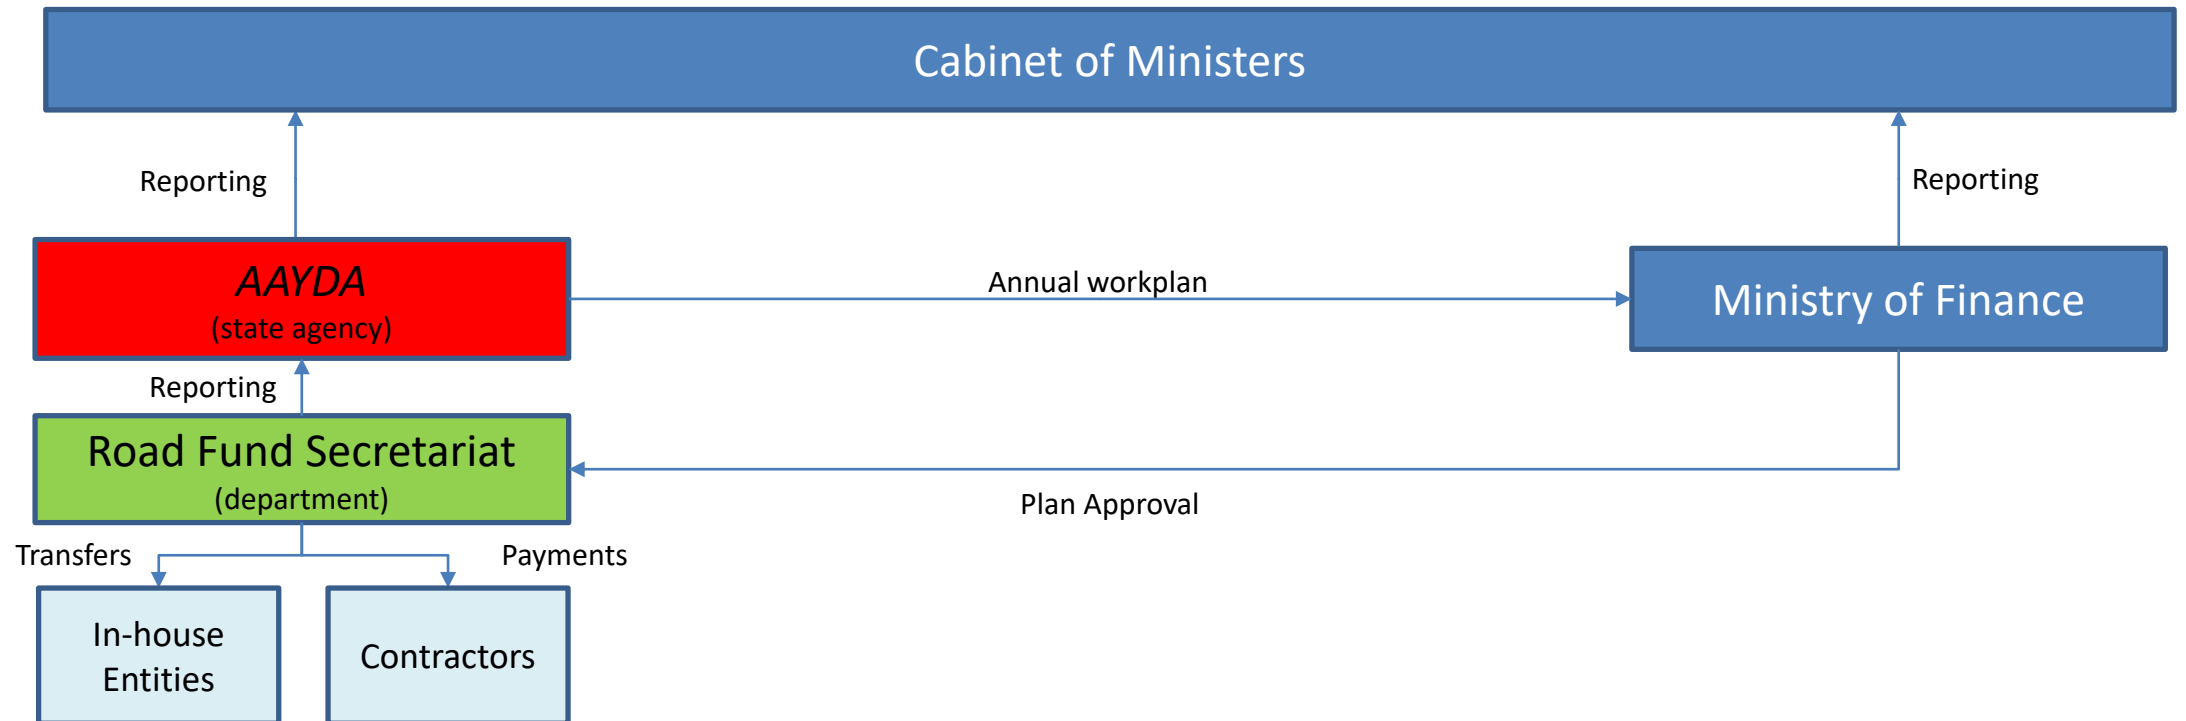 Cabinet of Ministers
Reporting
Reporting
AAYDA
(state agency)
Annual workplan
Ministry of Finance
Reporting
Road Fund Secretariat
(department)
Plan Approval
Transfers
Payments
In-house
Entities
Contractors